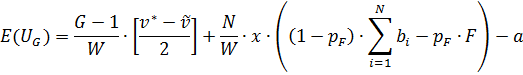 E(U_G) = \frac{G-1}{W} \cdot \left[ \frac{v^* - \tilde{v}}{2} \right] + \frac{N}{W} \cdot x \cdot \left( (1 - p_F) \cdot \sum_{i=1}^{N} b_i - p_F \cdot F \right) - a